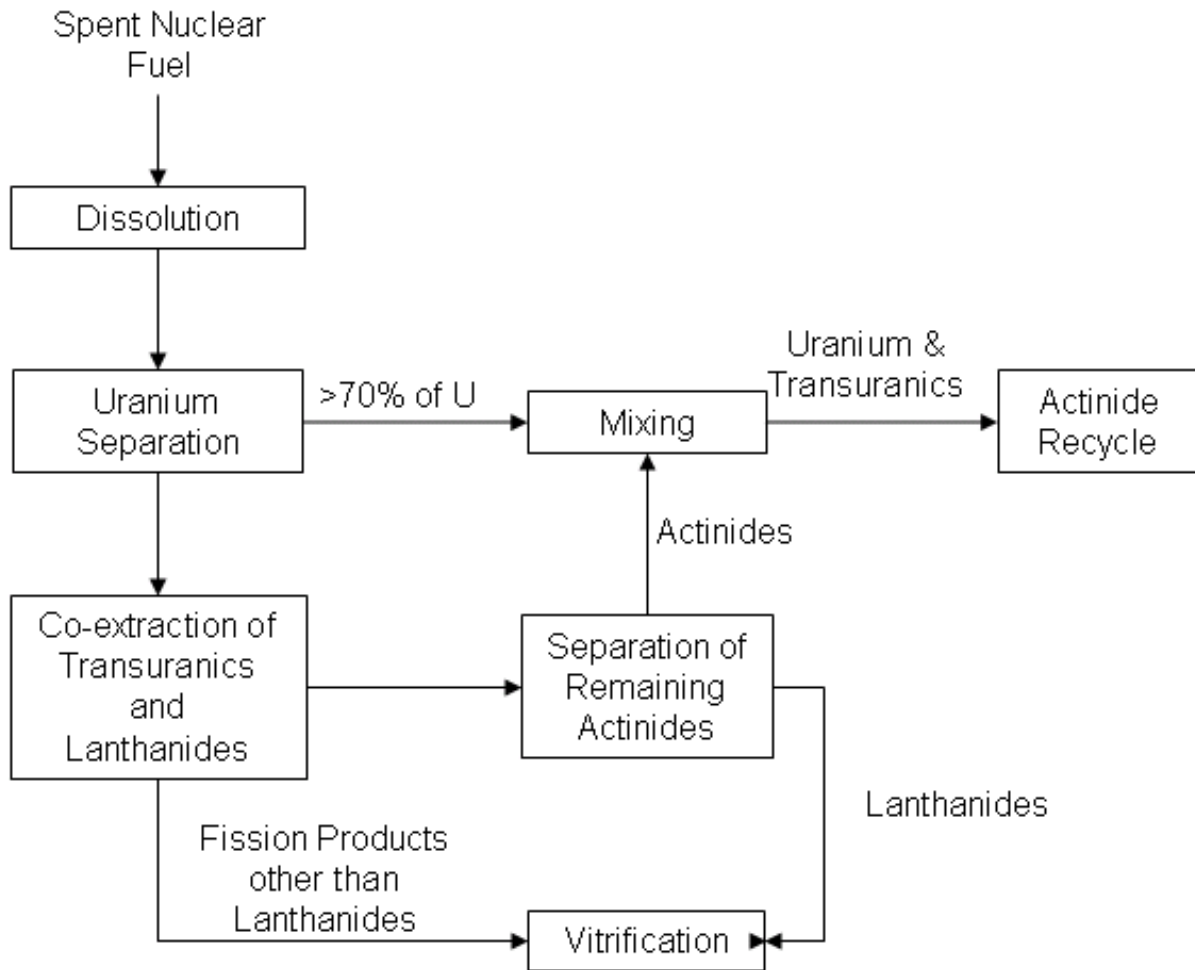 Spent Nuclear
Fuel
Dissolution
Uranium
Separation
>70% of U
Mixing
Uranium &
Transuranics
Actinide
Recycle
Actinides
Co-extraction of
Transuranics
and
Lanthanides
Separation of
Remaining
Actinides
Lanthanides
Fission Products
other than
Lanthanides
Vitrification